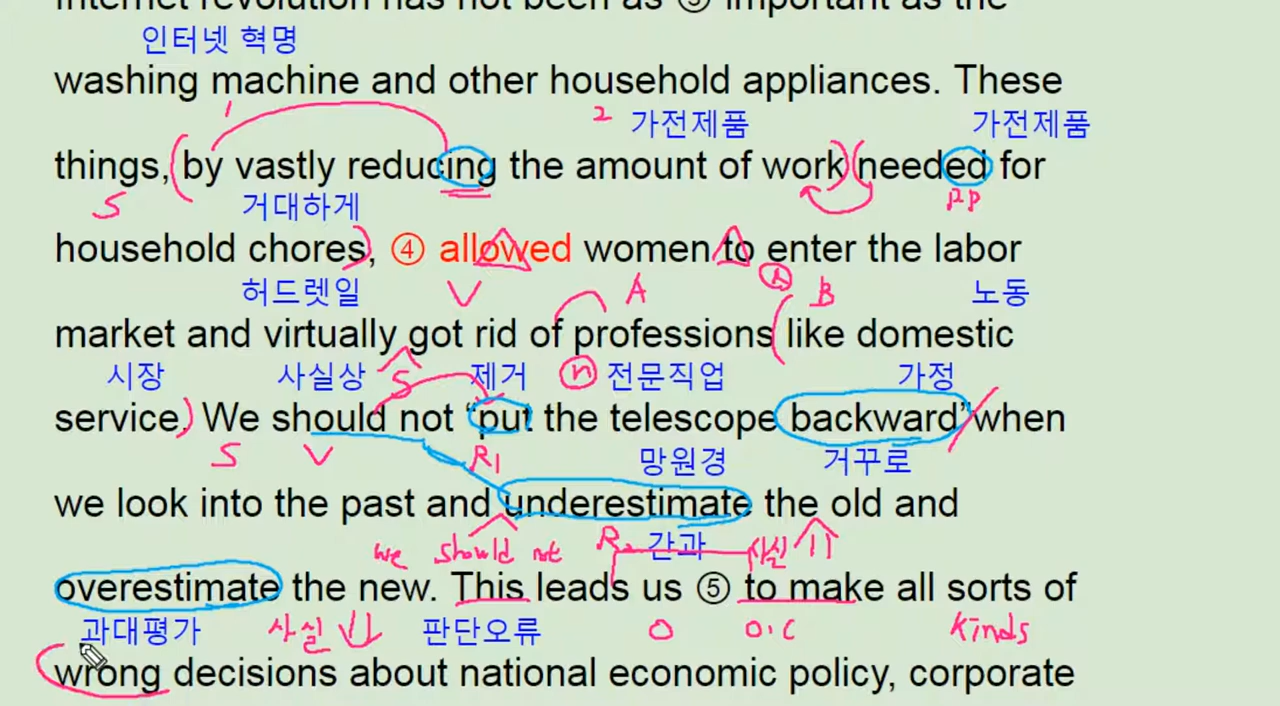 internet revolution has not been as ③ important as the
인터넷 혁명
washing machine and other household appliances. These
1 2 가전제품 가전제품
things, by vastly reducing the amount of work needed for
S 거대하게 PP
household chores, ④ allowed women to enter the labor
허드렛일 V A B 노동
market and virtually got rid of professions like domestic
시장 사실상 S 제거 n 전문직업 가정
service. We should not “put the telescope backward” when
S V R1 망원경 거꾸로
we look into the past and underestimate the old and
we should not R2 간과 사실
overestimate the new. This leads us ⑤ to make all sorts of
과대평가 사실 판단오류 O O.C Kinds
wrong decisions about national economic policy, corporate